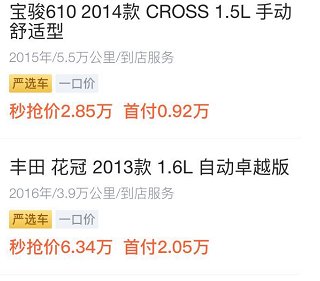 宝骏610 2014款 CROSS 1.5L 手动
舒适型
2015年/5.5万公里/到店服务
严选车 一口价
秒抢价2.85万 首付0.92万
丰田 花冠 2013款 1.6L 自动卓越版
2016年/3.9万公里/到店服务
严选车 一口价
秒抢价6.34万 首付2.05万